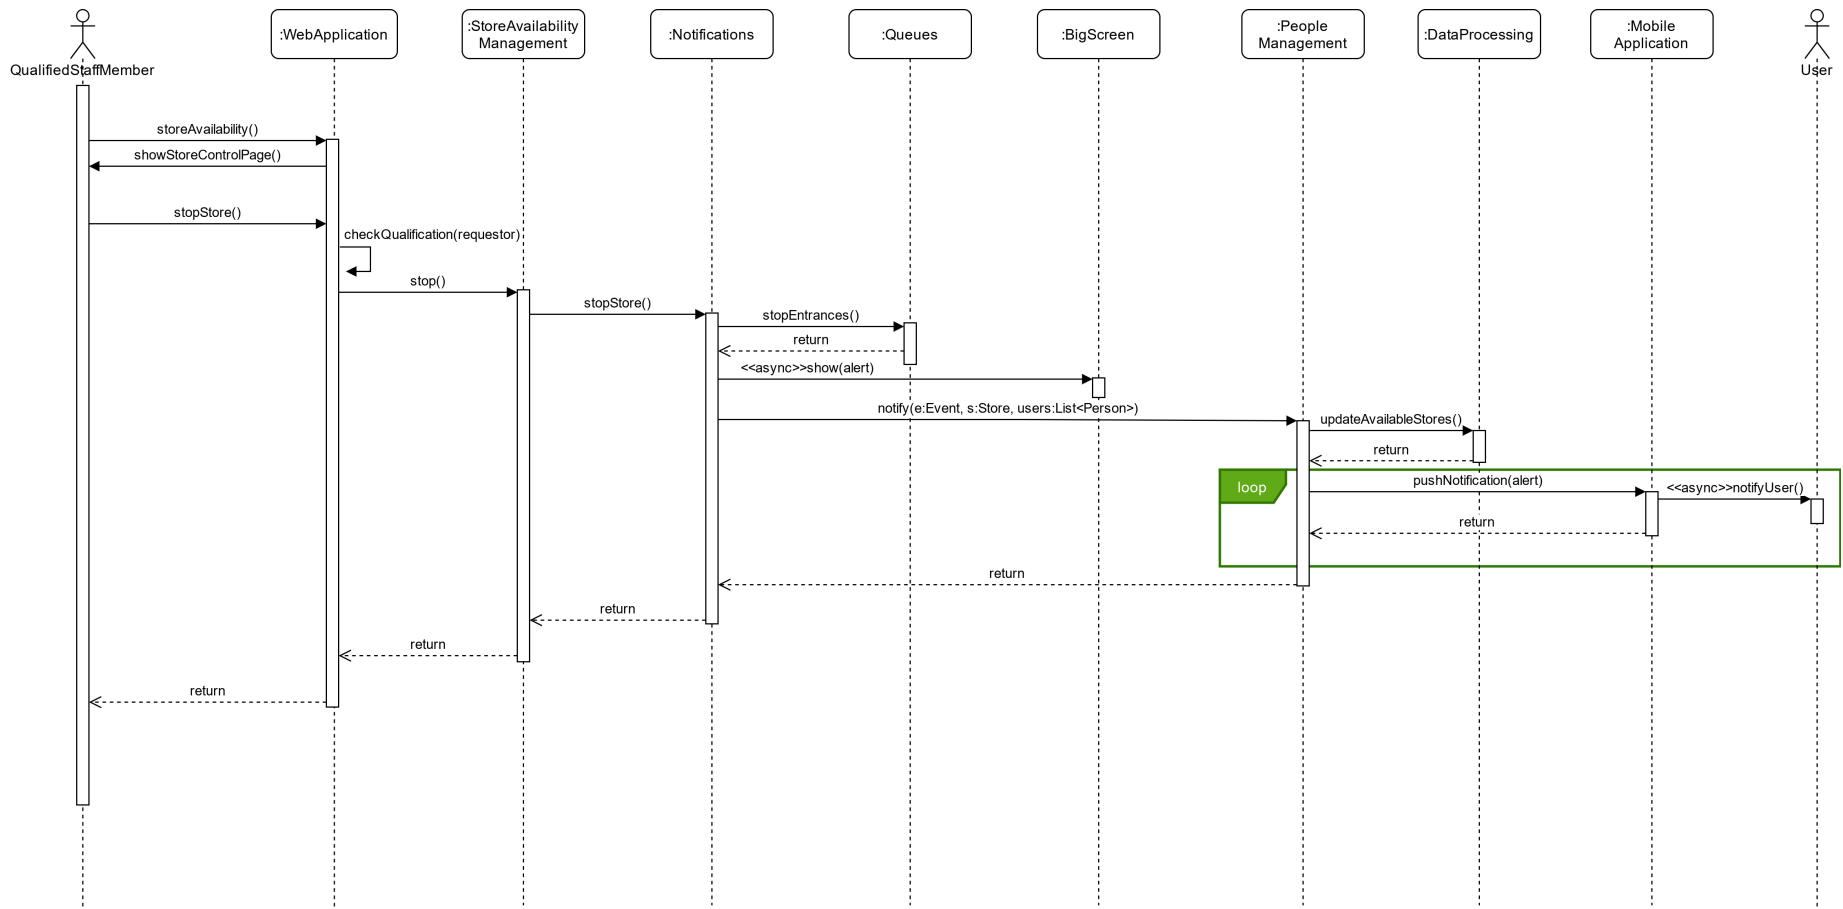 :WebApplication
:StoreAvailability
Management
:Notifications
:Queues
:BigScreen
:People
Management
:DataProcessing
:Mobile
Application
QualifiedStaffMember
User
storeAvailability()
showStoreControlPage()
stopStore()
checkQualification(requestor)
stop()
stopStore()
stopEntrances()
return
<<async>>show(alert)
notify(e:Event, s:Store, users:List<Person>)
updateAvailableStores()
return
loop
pushNotification(alert)
<<async>>notifyUser()
return
return
return
return
return